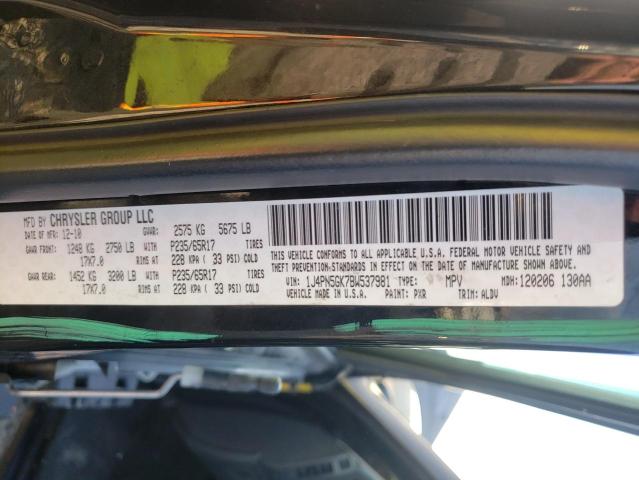 MFD BY CHRYSLER GROUP LLC
DATE OF MFR: 12-10 GVWR: 2575 KG 5675 LB
GAWR FRONT: 1248 KG 2750 LB WITH P235/65R17 TIRES
17X7.0 RIMS AT 228 KPA ( 33 PSI) COLD
GAWR REAR: 1452 KG 3200 LB WITH P235/65R17 TIRES
17X7.0 RIMS AT 228 KPA ( 33 PSI) COLD
THIS VEHICLE CONFORMS TO ALL APPLICABLE U.S.A. FEDERAL MOTOR VEHICLE SAFETY AND
THEFT PREVENTION STANDARDS IN EFFECT ON THE DATE OF MANUFACTURE SHOWN ABOVE.
VIN: 1J4PN5GK7BW537981 TYPE: MPV MDH: 120206 130AA
VEHICLE MADE IN U.S.A. PAINT: PXR TRIM: ALDV